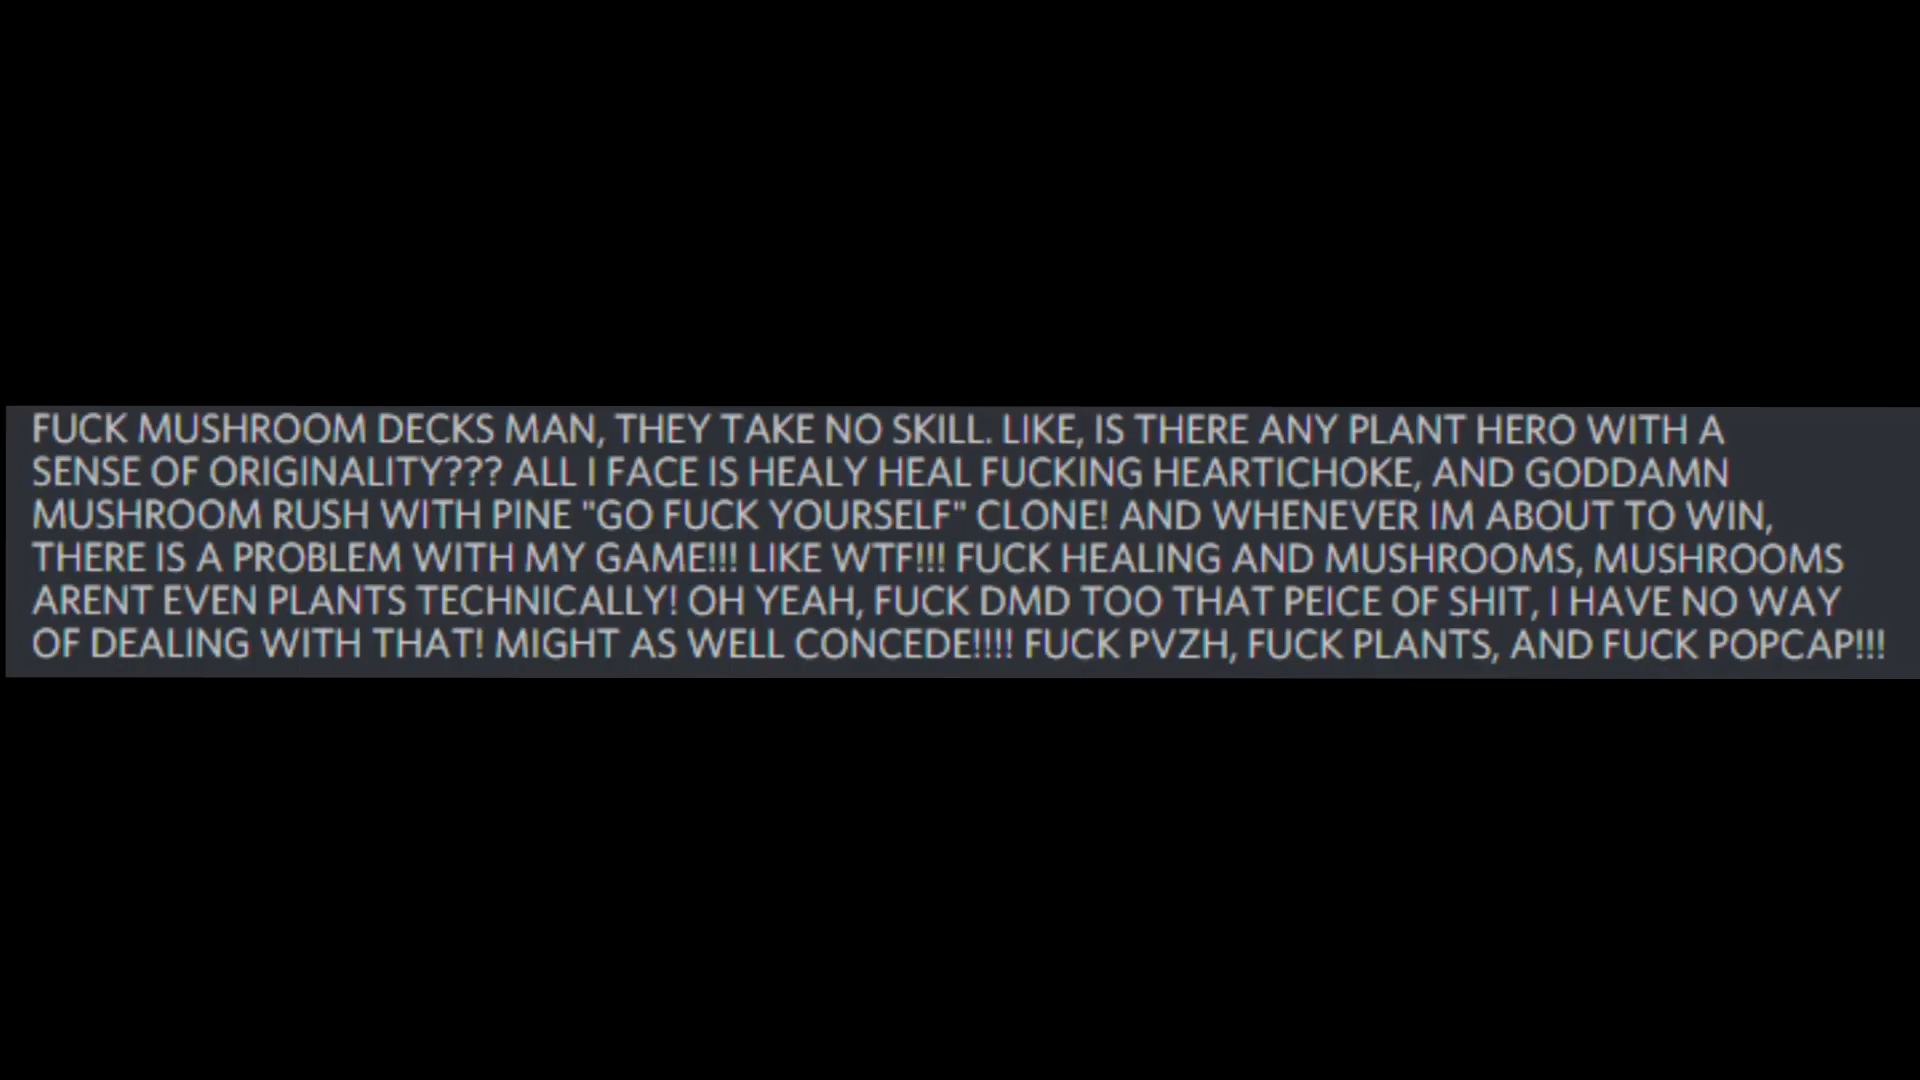 FUCK MUSHROOM DECKS MAN, THEY TAKE NO SKILL. LIKE, IS THERE ANY PLANT HERO WITH A
SENSE OF ORIGINALITY??? ALL I FACE IS HEALY HEAL FUCKING HEARTICHOKE, AND GODDAMN
MUSHROOM RUSH WITH PINE "GO FUCK YOURSELF" CLONE! AND WHENEVER IM ABOUT TO WIN,
THERE IS A PROBLEM WITH MY GAME!!! LIKE WTF!!! FUCK HEALING AND MUSHROOMS, MUSHROOMS
ARENT EVEN PLANTS TECHNICALLY! OH YEAH, FUCK DMD TOO THAT PEICE OF SHIT, I HAVE NO WAY
OF DEALING WITH THAT! MIGHT AS WELL CONCEDE!!!! FUCK PVZH, FUCK PLANTS, AND FUCK POPCAP!!!